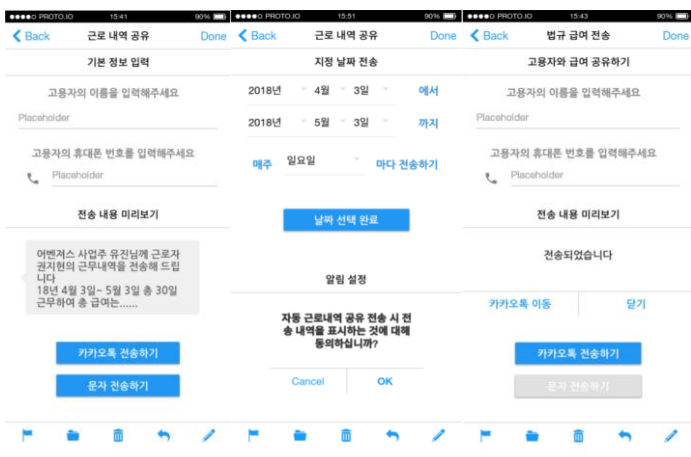 PROTO.IO 15:41 90%
Back 근로 내역 공유 Done
기본 정보 입력
고용자의 이름을 입력해주세요
Placeholder
고용자의 휴대폰 번호를 입력해주세요
Placeholder
전송 내용 미리보기
어벤져스 사업주 유진님께 근로자
권지현의 근무내역을 전송해 드립
니다
18년 4월 3일~ 5월 3일 총 30일
근무하여 총 급여는......
카카오톡 전송하기
문자 전송하기
PROTO.IO 15:51 90%
Back 근로 내역 공유 Done
지정 날짜 전송
2018년 4월 3일 에서
2018년 5월 3일 까지
매주 일요일 마다 전송하기
날짜 선택 완료
알림 설정
자동 근로내역 공유 전송 시 전
송 내역을 표시하는 것에 대해
동의하십니까?
Cancel OK
PROTO.IO 15:43 90%
Back 법규 급여 전송 Done
고용자와 급여 공유하기
고용자의 이름을 입력해주세요
Placeholder
고용자의 휴대폰 번호를 입력해주세요
Placeholder
전송 내용 미리보기
전송되었습니다
카카오톡 이동 닫기
카카오톡 전송하기
문자 전송하기